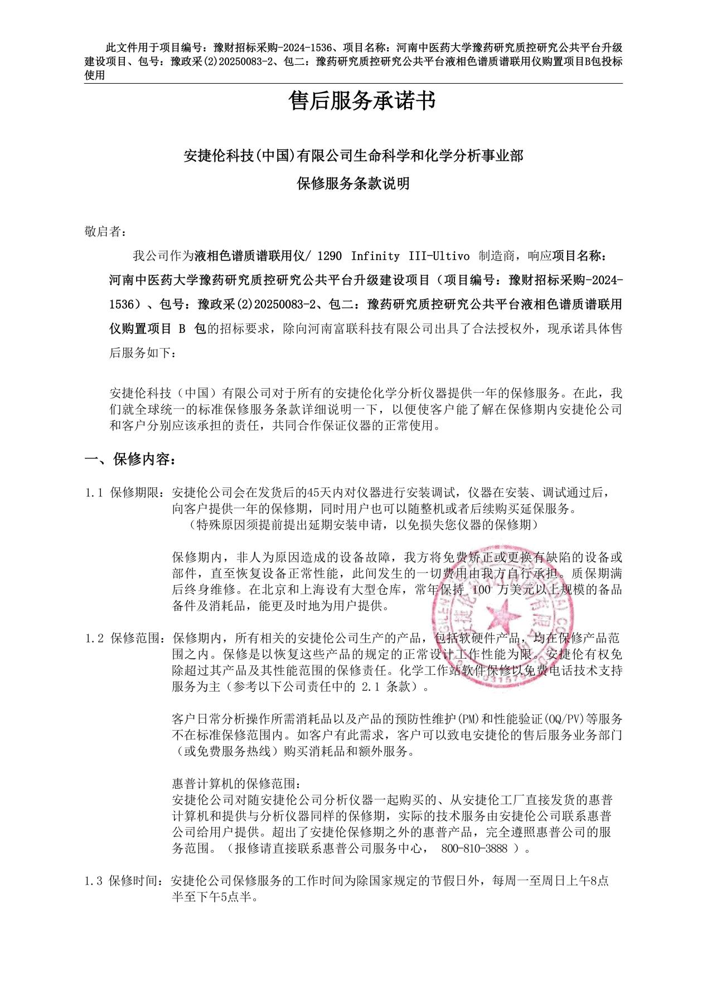 此文件用于项目编号：豫财招标采购-2024-1536、项目名称：河南中医药大学豫药研究质控研究公共平台升级
建设项目、包号：豫政采(2)20250083-2、包二：豫药研究质控研究公共平台液相色谱质谱联用仪购置项目B包投标
使用
售后服务承诺书
安捷伦科技(中国)有限公司生命科学和化学分析事业部
保修服务条款说明
敬启者：
我公司作为液相色谱质谱联用仪/ 1290 Infinity III-Ultivo 制造商，响应项目名称：
河南中医药大学豫药研究质控研究公共平台升级建设项目（项目编号：豫财招标采购-2024-
1536）、包号：豫政采(2)20250083-2、包二：豫药研究质控研究公共平台液相色谱质谱联用
仪购置项目 B 包的招标要求，除向河南富联科技有限公司出具了合法授权外，现承诺具体售
后服务如下：
安捷伦科技（中国）有限公司对于所有的安捷伦化学分析仪器提供一年的保修服务。在此，我
们就全球统一的标准保修服务条款详细说明一下，以便使客户能了解在保修期内安捷伦公司
和客户分别应该承担的责任，共同合作保证仪器的正常使用。
一、保修内容：
1.1 保修期限：安捷伦公司会在发货后的45天内对仪器进行安装调试，仪器在安装、调试通过后，
向客户提供一年的保修期，同时用户也可以随整机或者后续购买延保服务。
（特殊原因须提前提出延期安装申请，以免损失您仪器的保修期）
保修期内，非人为原因造成的设备故障，我方将免费矫正或更换有缺陷的设备或
部件，直至恢复设备正常性能，此间发生的一切费用由我方自行承担。质保期满
后终身维修。在北京和上海设有大型仓库，常年保持 100 万美元以上规模的备品
备件及消耗品，能更及时地为用户提供。
1.2 保修范围：保修期内，所有相关的安捷伦公司生产的产品，包括软硬件产品，均在保修产品范
围之内。保修是以恢复这些产品的规定的正常设计工作性能为限。安捷伦有权免
除超过其产品及其性能范围的保修责任。化学工作站软件保修以免费电话技术支持
服务为主（参考以下公司责任中的 2.1 条款）。
客户日常分析操作所需消耗品以及产品的预防性维护(PM)和性能验证(OQ/PV)等服务
不在标准保修范围内。如客户有此需求，客户可以致电安捷伦的售后服务业务部门
（或免费服务热线）购买消耗品和额外服务。
惠普计算机的保修范围：
安捷伦公司对随安捷伦公司分析仪器一起购买的、从安捷伦工厂直接发货的惠普
计算机和提供与分析仪器同样的保修期，实际的技术服务由安捷伦公司联系惠普
公司给用户提供。超出了安捷伦保修期之外的惠普产品，完全遵照惠普公司的服
务范围。（报修请直接联系惠普公司服务中心， 800-810-3888 ）。
1.3 保修时间：安捷伦公司保修服务的工作时间为除国家规定的节假日外，每周一至周日上午8点
半至下午5点半。